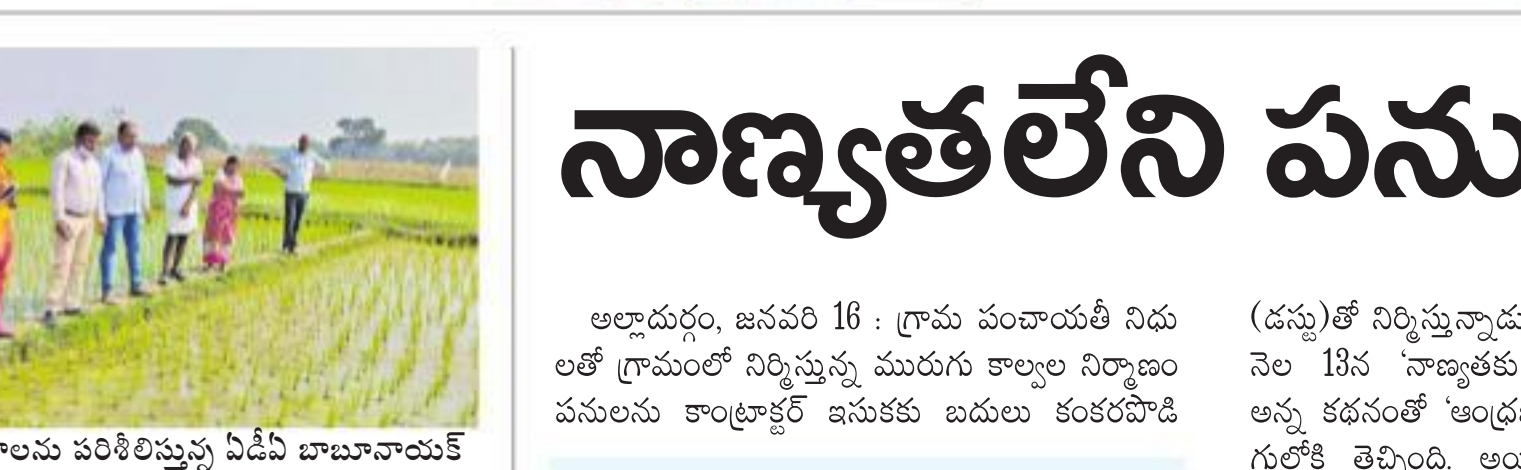 ాలను పరిశీలిస్తున్న ఏడీఏ బాబూనాయక్
నాణ్యతలేని పను
అల్లాదుర్గం, జనవరి 16 : గ్రామ పంచాయతీ నిధు
లతో గ్రామంలో నిర్మిస్తున్న మురుగు కాల్వల నిర్మాణం
పనులను కాంట్రాక్టర్ ఇసుకకు బదులు కంకరపొడి
(డస్టు)తో నిర్మిస్తున్నాడు
నెల 13న ‘నాణ్యతకు
అన్న కథనంతో ‘ఆంధ్ర
గులోకి తెచ్చింది.